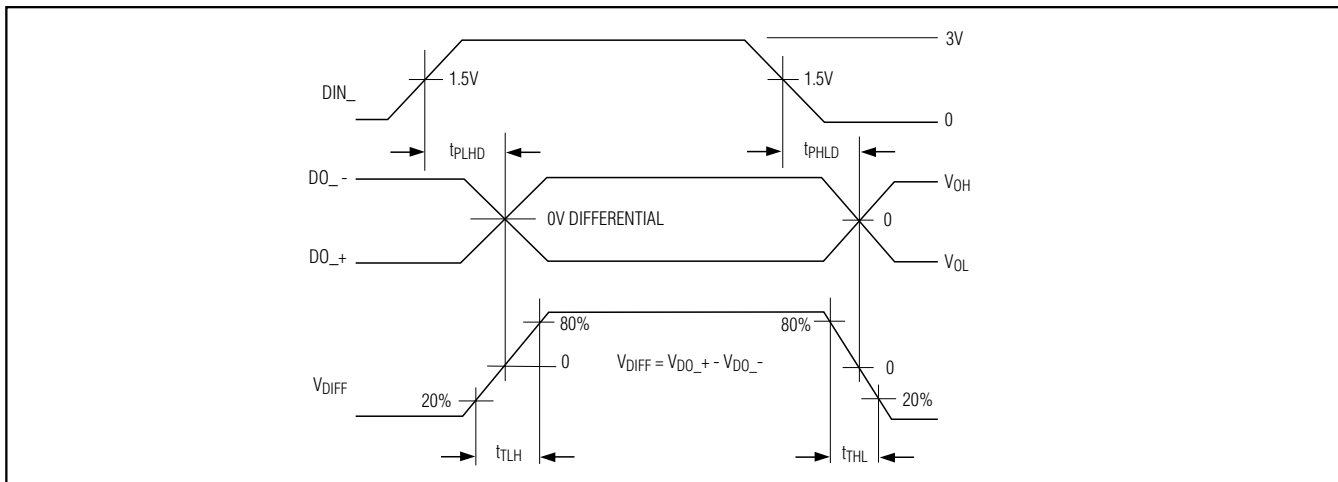 3V
1.5V
1.5V
DIN_
0
tPLHD
tPHLD
DO_ -
VOH
0V DIFFERENTIAL
0
DO_+
VOL
80%
80%
0
VDIFF = VDO_+ - VDO_-
0
VDIFF
20%
20%
tTLH
tTHL